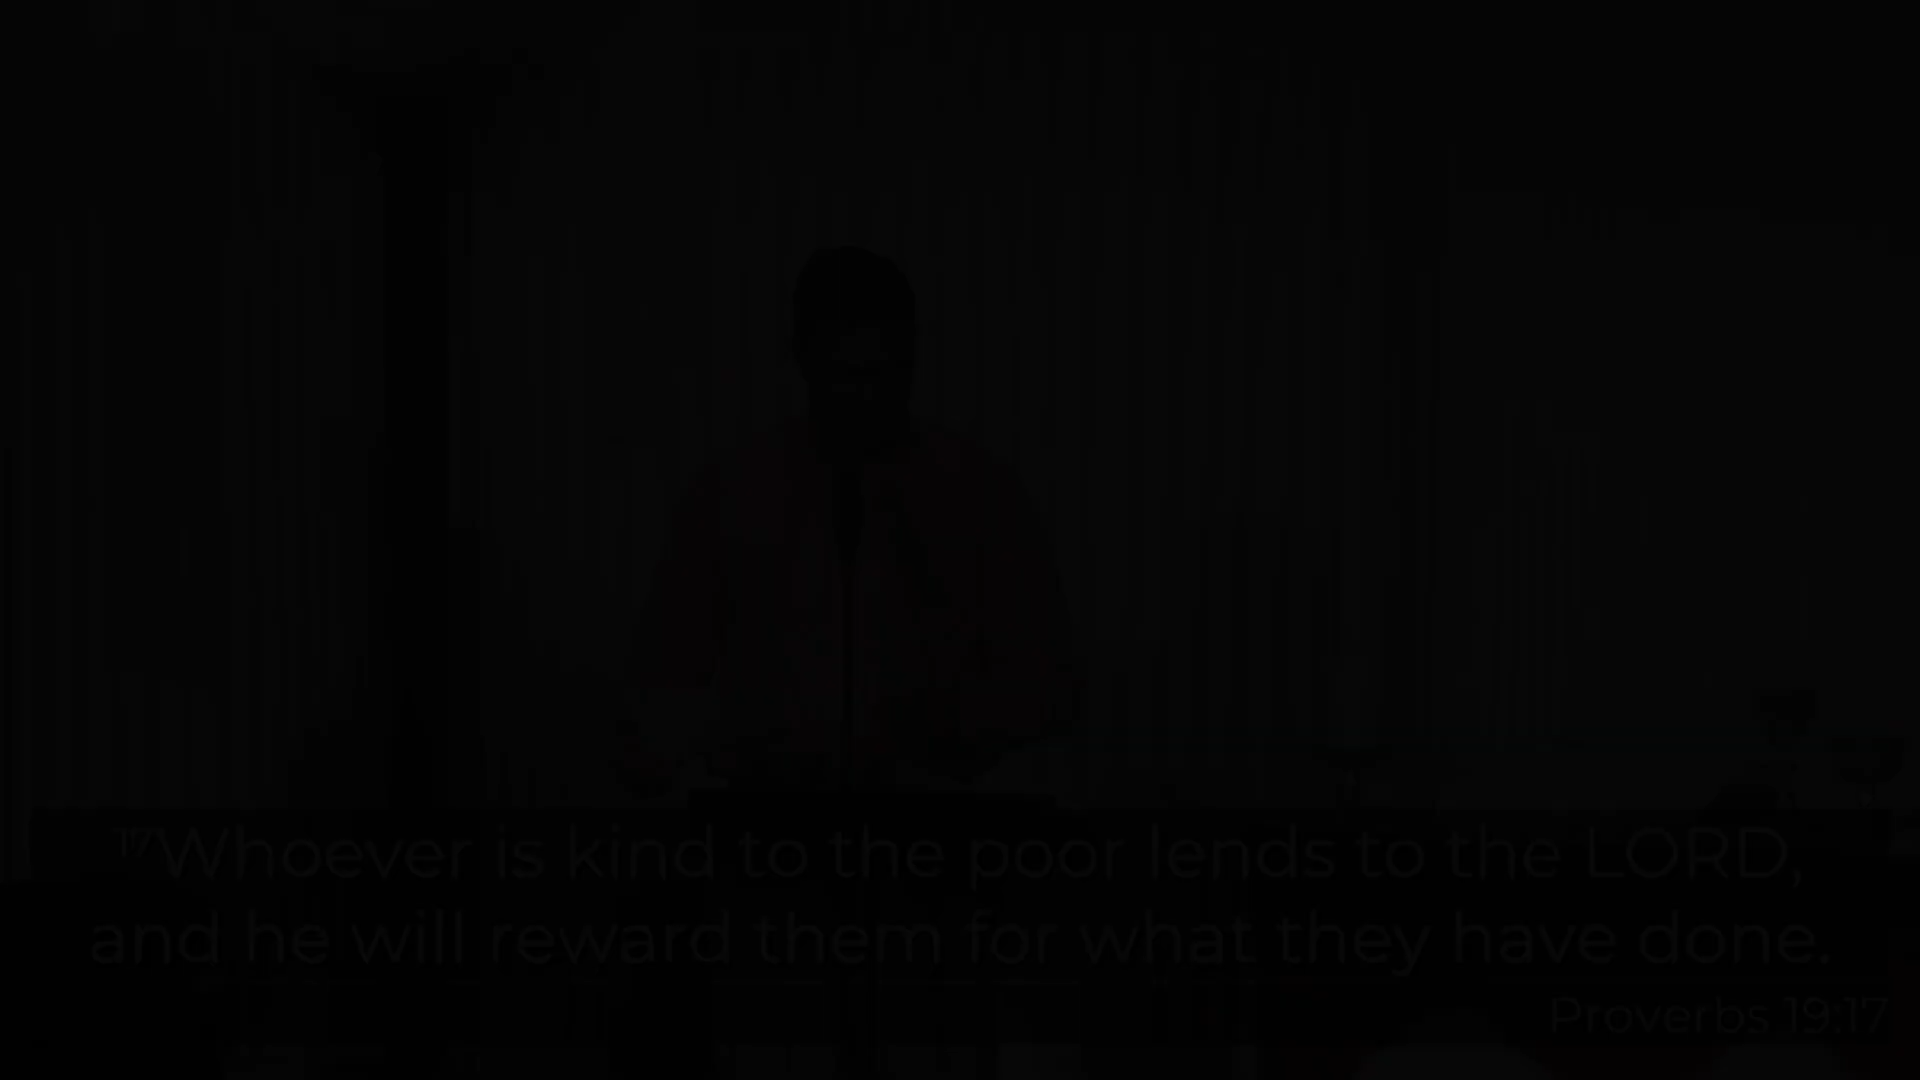 ¹⁷Whoever is kind to the poor lends to the LORD,
and he will reward them for what they have done.
Proverbs 19:17